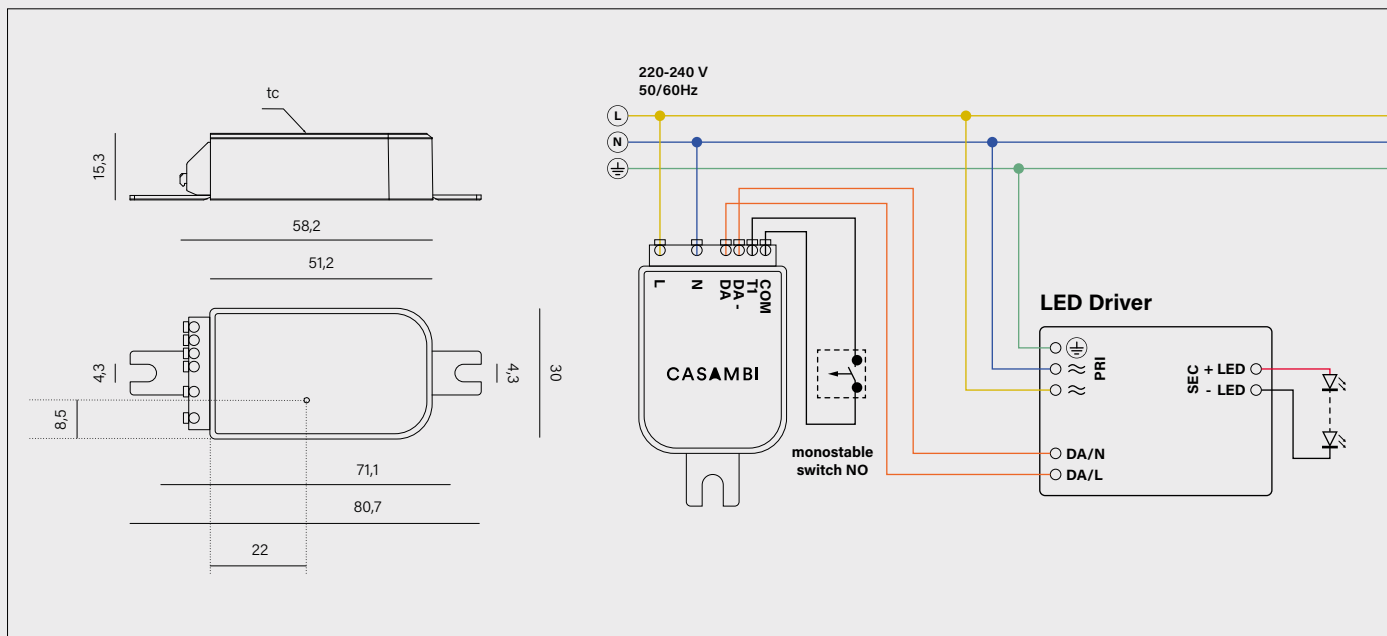 tc
15,3
58,2
51,2
4,3
4,3
30
8,5
71,1
80,7
22
220-240 V
50/60Hz
L
N
L
N
DA
DA -
T1
COM
CASAMBI
monostable
switch NO
LED Driver
PRI
SEC
+ LED
- LED
DA/N
DA/L